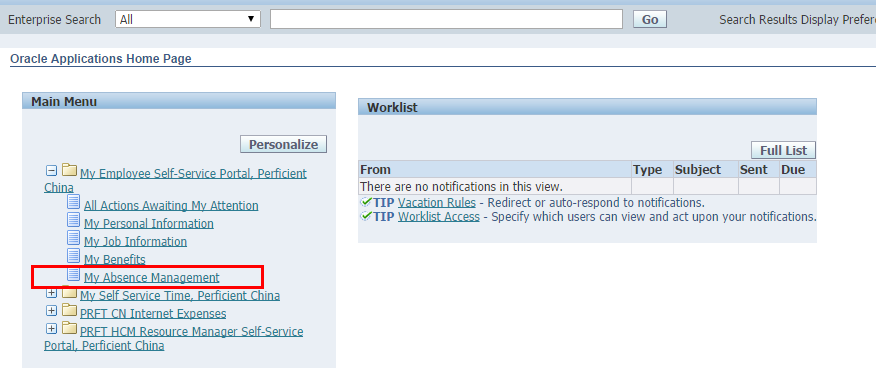 Enterprise Search All Go Search Results Display Prefer
Oracle Applications Home Page
Main Menu
Personalize
My Employee Self-Service Portal, Perficient
China
All Actions Awaiting My Attention
My Personal Information
My Job Information
My Benefits
My Absence Management
My Self Service Time, Perficient China
PRFT CN Internet Expenses
PRFT HCM Resource Manager Self-Service
Portal, Perficient China
Worklist
Full List
From Type Subject Sent Due
There are no notifications in this view.
TIP Vacation Rules - Redirect or auto-respond to notifications.
TIP Worklist Access - Specify which users can view and act upon your notifications.